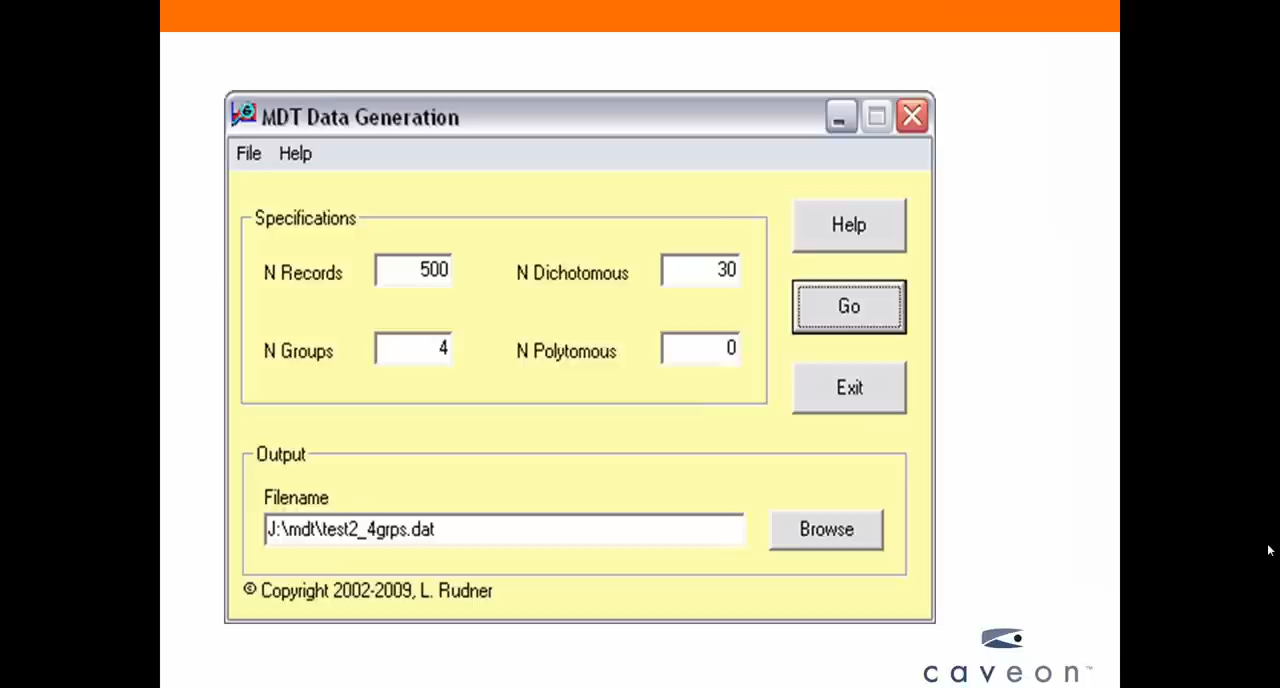 MDT Data Generation
File Help
Specifications
N Records 500 N Dichotomous 30
N Groups 4 N Polytomous 0
Help
Go
Exit
Output
Filename
J:\mdt\test2_4grps.dat
Browse
© Copyright 2002-2009, L. Rudner
caveon™